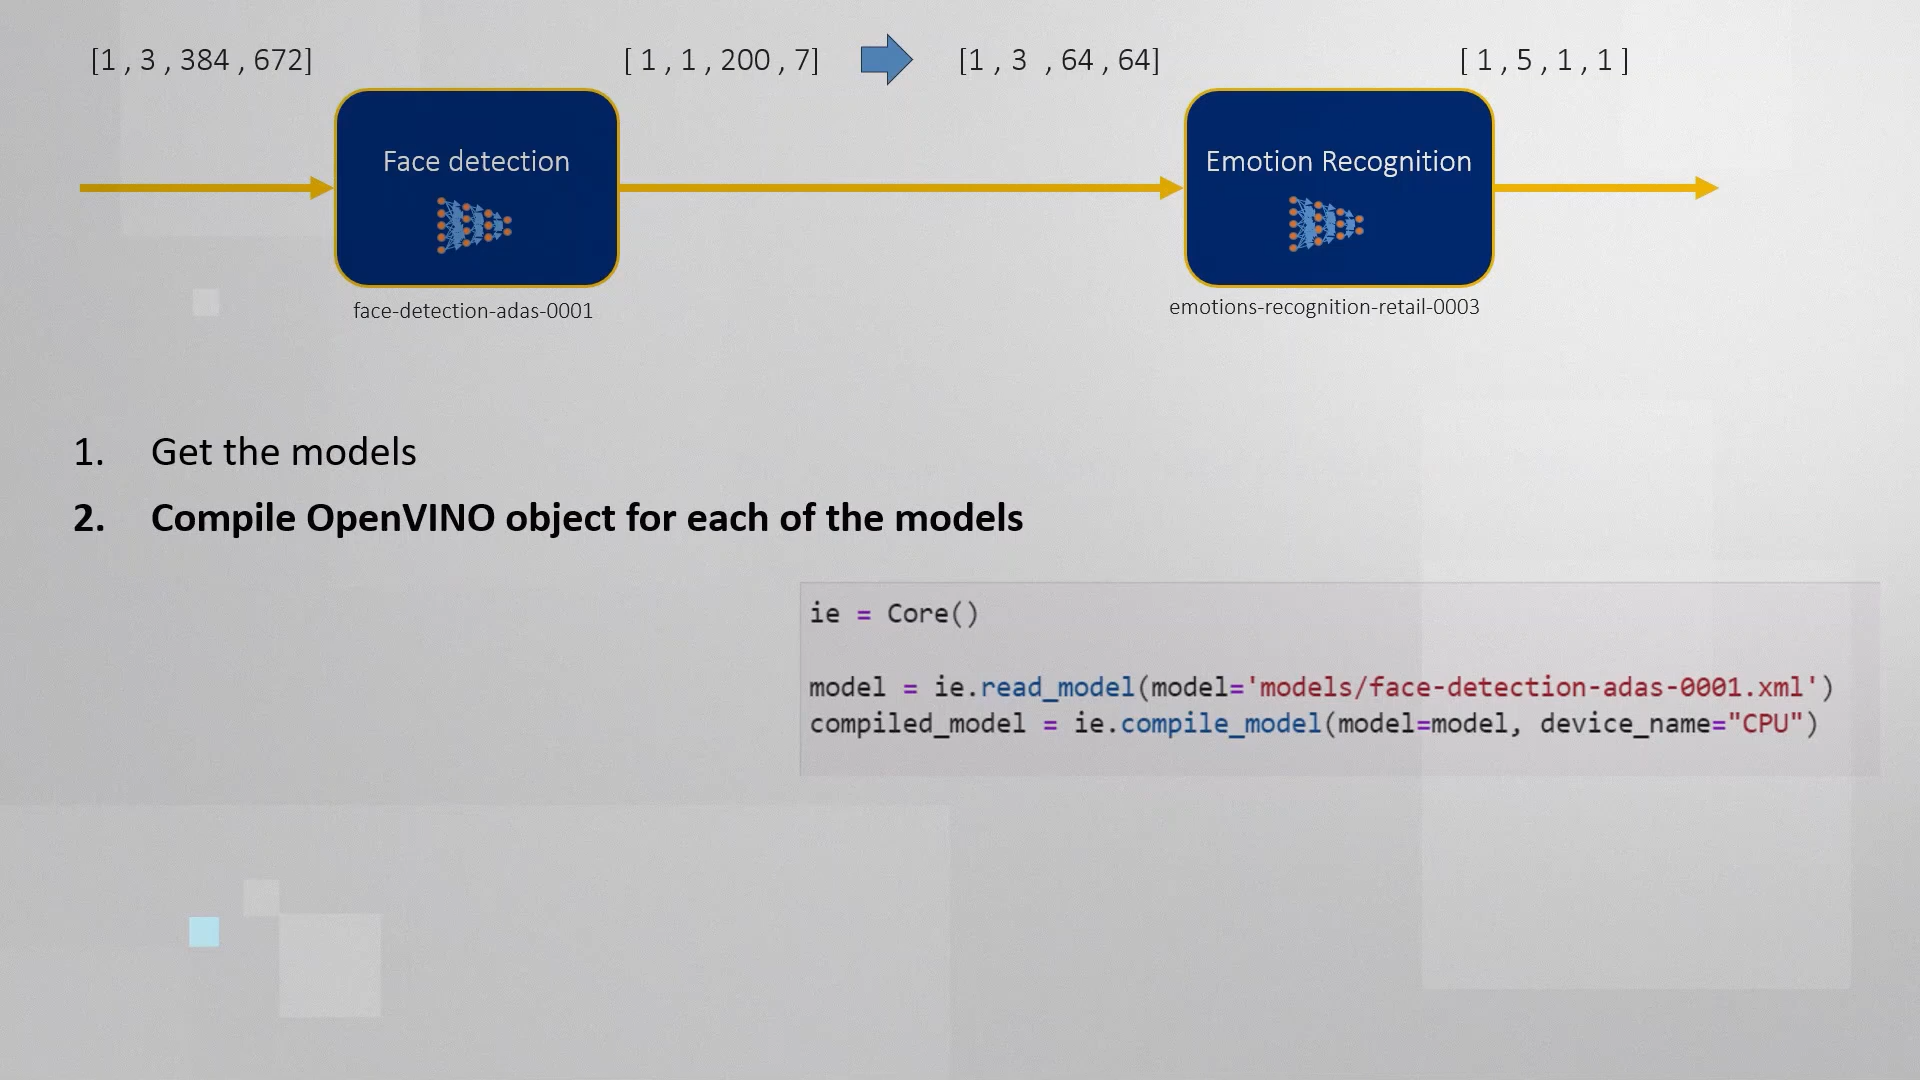 [1 , 3 , 384 , 672]
[ 1 , 1 , 200 , 7]
[1 , 3 , 64 , 64]
[ 1 , 5 , 1 , 1 ]
Face detection
Emotion Recognition
face-detection-adas-0001
emotions-recognition-retail-0003
1. Get the models
2. Compile OpenVINO object for each of the models
ie = Core()
model = ie.read_model(model='models/face-detection-adas-0001.xml')
compiled_model = ie.compile_model(model=model, device_name="CPU")